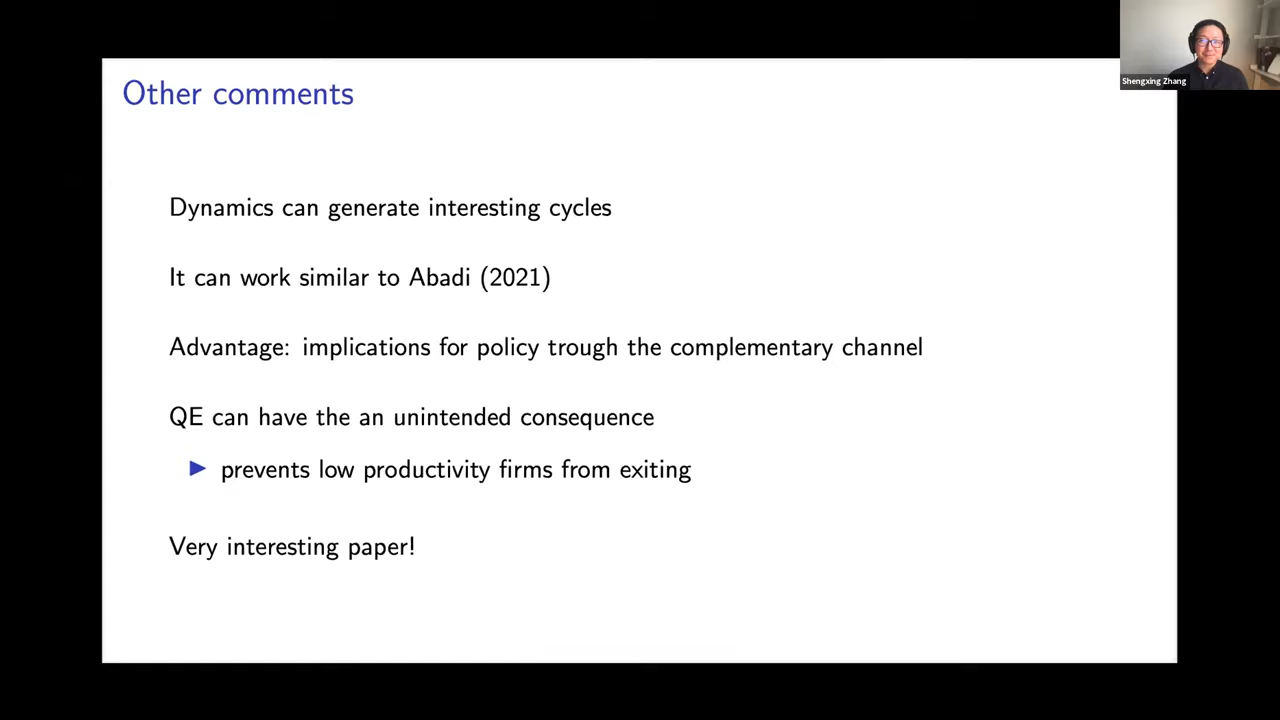 Shengxing Zhang
Other comments
Dynamics can generate interesting cycles
It can work similar to Abadi (2021)
Advantage: implications for policy trough the complementary channel
QE can have the an unintended consequence
prevents low productivity firms from exiting
Very interesting paper!